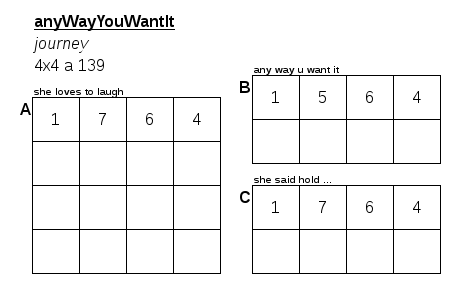 anyWayYouWantIt
journey
4x4 a 139
she loves to laugh
A
1 7 6 4
any way u want it
B
1 5 6 4
she said hold ...
C
1 7 6 4